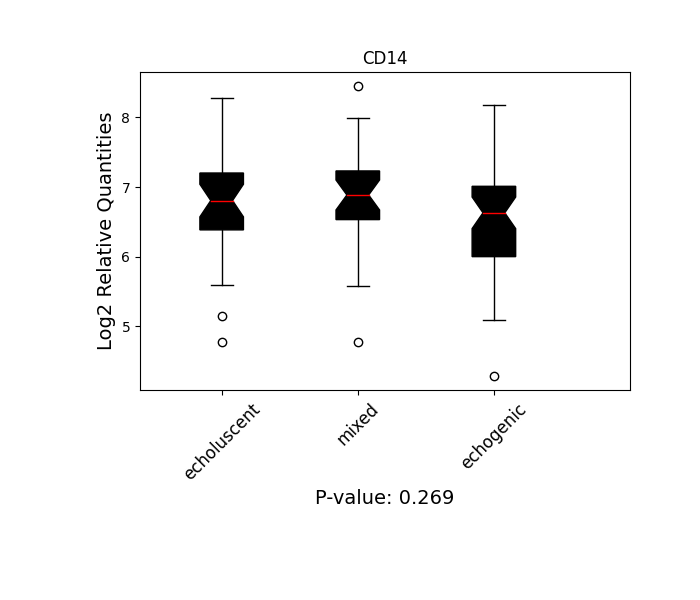 CD14
Log2 Relative Quantities
8
7
6
5
echoluscent
mixed
echogenic
P-value: 0.269